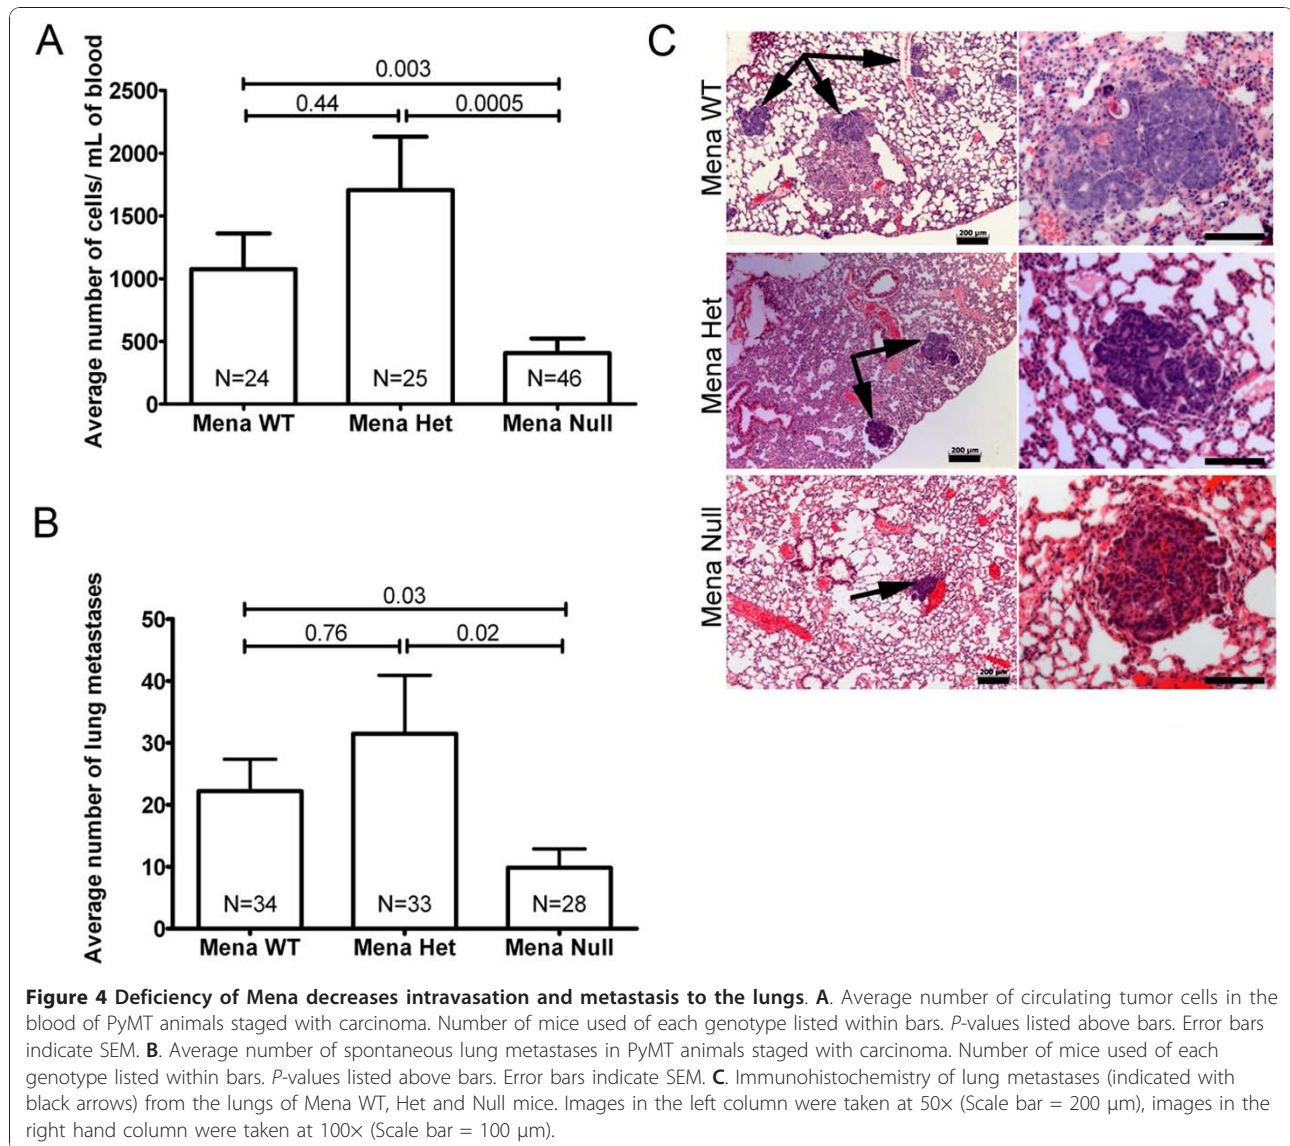 A
0.003
0.44
0.0005
Average number of cells/ mL of blood
2500
2000
1500
1000
500
0
N=24
N=25
N=46
Mena WT
Mena Het
Mena Null
B
0.03
0.76
0.02
Average number of lung metastases
50
40
30
20
10
0
N=34
N=33
N=28
Mena WT
Mena Het
Mena Null
C
Mena WT
200 µm
Mena Het
200 µm
Mena Null
200 µm
Figure 4 Deficiency of Mena decreases intravasation and metastasis to the lungs. A. Average number of circulating tumor cells in the
blood of PyMT animals staged with carcinoma. Number of mice used of each genotype listed within bars. P-values listed above bars. Error bars
indicate SEM. B. Average number of spontaneous lung metastases in PyMT animals staged with carcinoma. Number of mice used of each
genotype listed within bars. P-values listed above bars. Error bars indicate SEM. C. Immunohistochemistry of lung metastases (indicated with
black arrows) from the lungs of Mena WT, Het and Null mice. Images in the left column were taken at 50× (Scale bar = 200 μm), images in the
right hand column were taken at 100× (Scale bar = 100 μm).